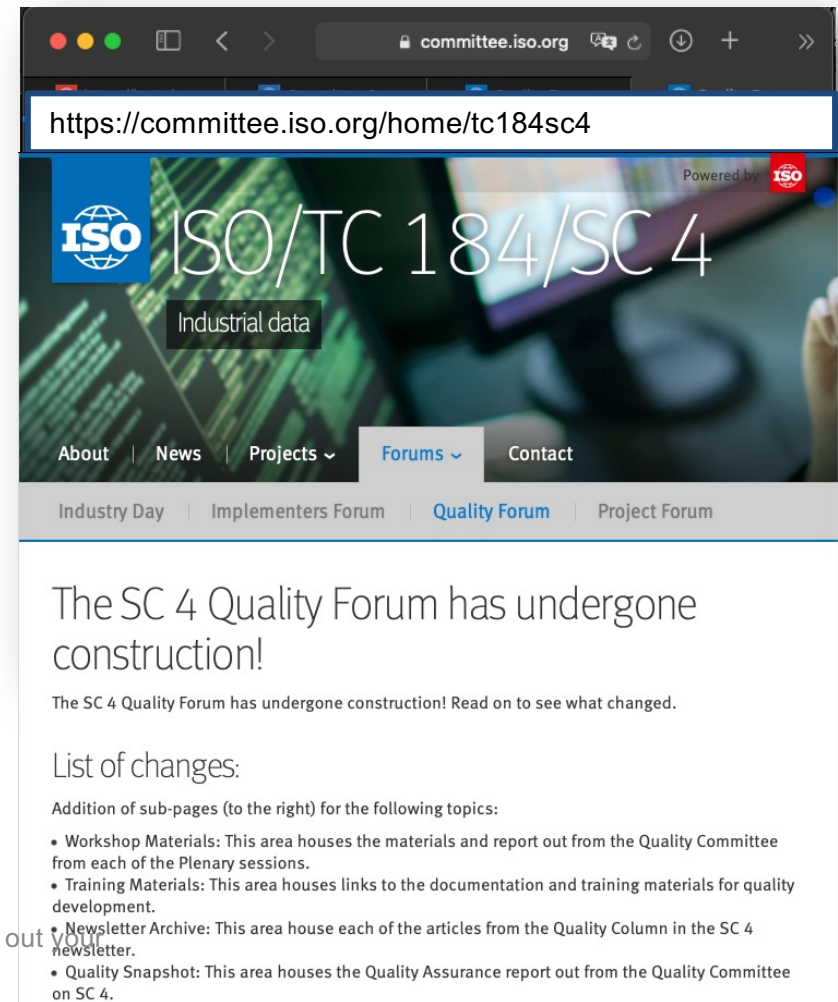 committee.iso.org
https://committee.iso.org/home/tc184sc4
Powered by ISO
ISO
ISO/TC 184/SC 4
Industrial data
About | News | Projects | Forums | Contact
Industry Day | Implementers Forum | Quality Forum | Project Forum
The SC 4 Quality Forum has undergone
construction!
The SC 4 Quality Forum has undergone construction! Read on to see what changed.
List of changes:
Addition of sub-pages (to the right) for the following topics:
• Workshop Materials: This area houses the materials and report out from the Quality Committee
from each of the Plenary sessions.
• Training Materials: This area houses links to the documentation and training materials for quality
development.
• Newsletter Archive: This area house each of the articles from the Quality Column in the SC 4
out your
newsletter.
• Quality Snapshot: This area houses the Quality Assurance report out from the Quality Committee
on SC 4.